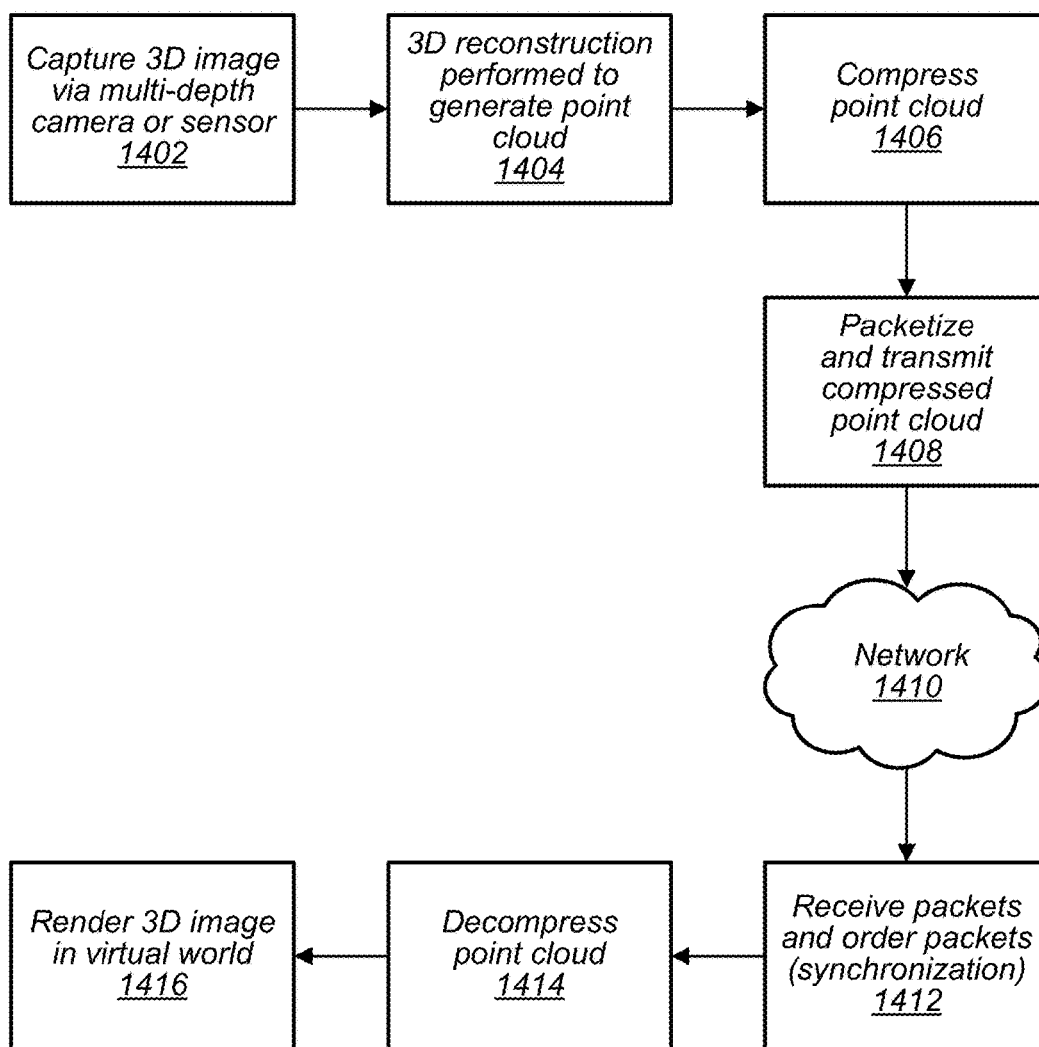 Capture 3D image
via multi-depth
camera or sensor
1402
3D reconstruction
performed to
generate point
cloud
1404
Compress
point cloud
1406
Packetize
and transmit
compressed
point cloud
1408
Network
1410
Receive packets
and order packets
(synchronization)
1412
Decompress
point cloud
1414
Render 3D image
in virtual world
1416